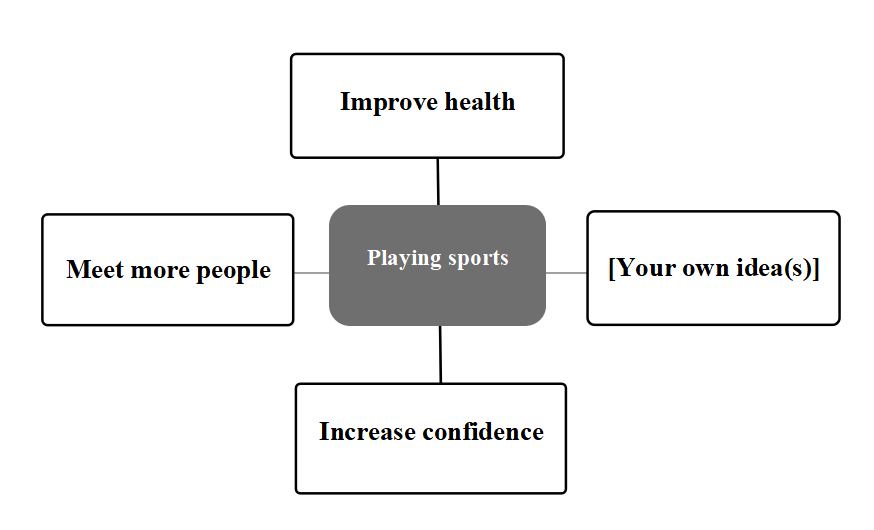 Improve health
Meet more people
Playing sports
[Your own idea(s)]
Increase confidence